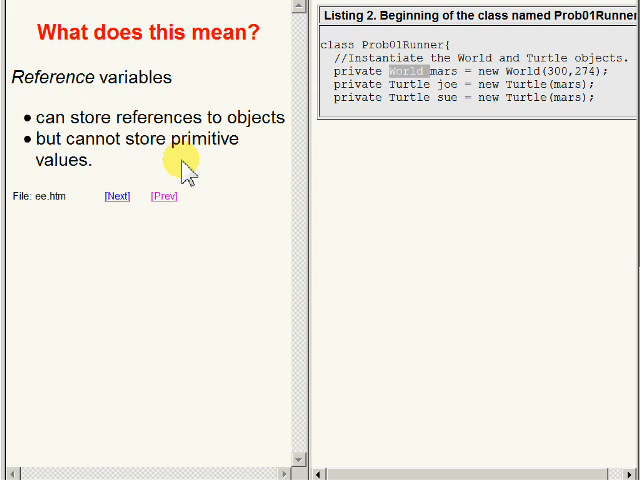 What does this mean?
Reference variables
• can store references to objects
• but cannot store primitive
values.
File: ee.htm [Next] [Prev]
Listing 2. Beginning of the class named Prob01Runner
class Prob01Runner{
//Instantiate the World and Turtle objects.
private World mars = new World(300,274);
private Turtle joe = new Turtle(mars);
private Turtle sue = new Turtle(mars);